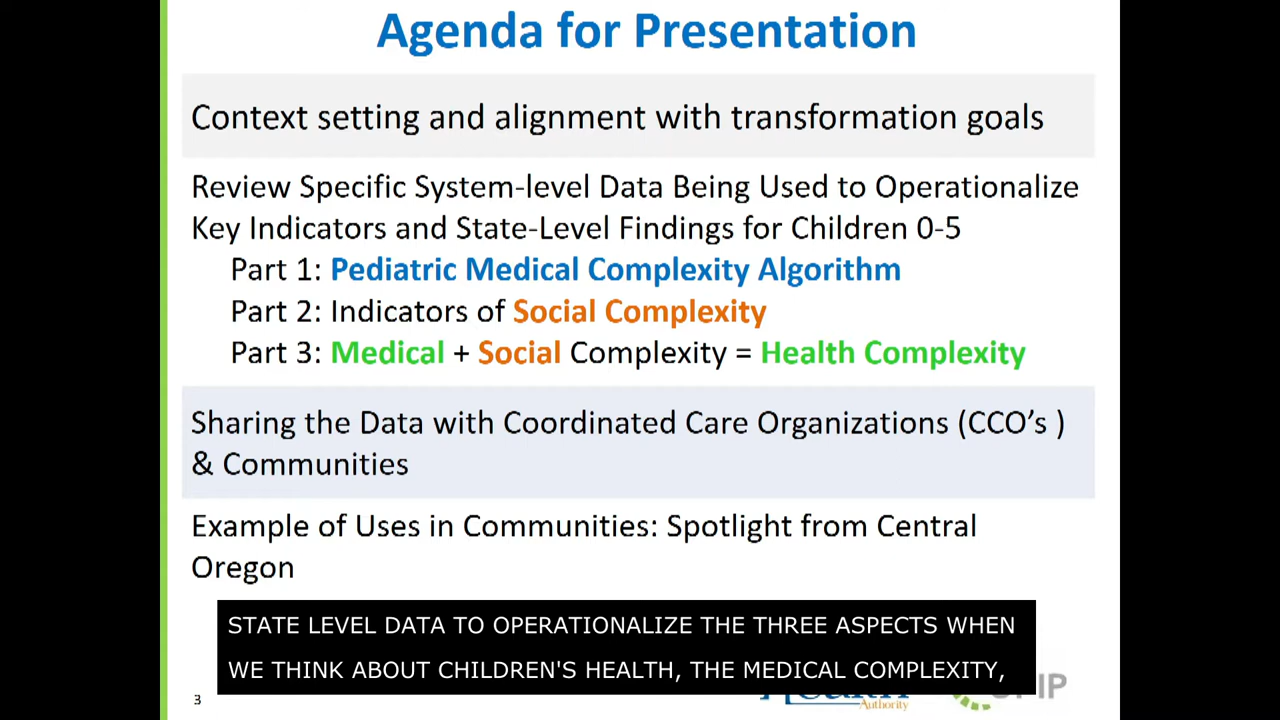 Agenda for Presentation
Context setting and alignment with transformation goals
Review Specific System-level Data Being Used to Operationalize
Key Indicators and State-Level Findings for Children 0-5
Part 1: Pediatric Medical Complexity Algorithm
Part 2: Indicators of Social Complexity
Part 3: Medical + Social Complexity = Health Complexity
Sharing the Data with Coordinated Care Organizations (CCO’s )
& Communities
Example of Uses in Communities: Spotlight from Central
Oregon
STATE LEVEL DATA TO OPERATIONALIZE THE THREE ASPECTS WHEN
WE THINK ABOUT CHILDREN'S HEALTH, THE MEDICAL COMPLEXITY,
3
Authority